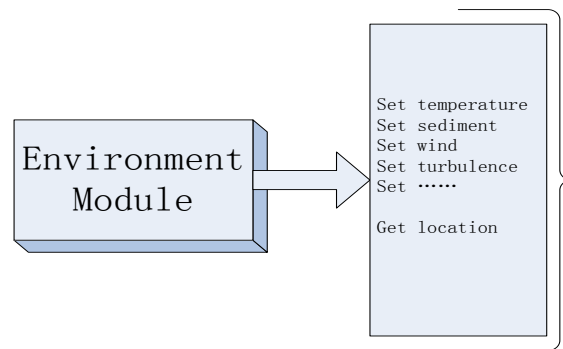 Environment
Module
Set temperature
Set sediment
Set wind
Set turbulence
Set ······
Get location